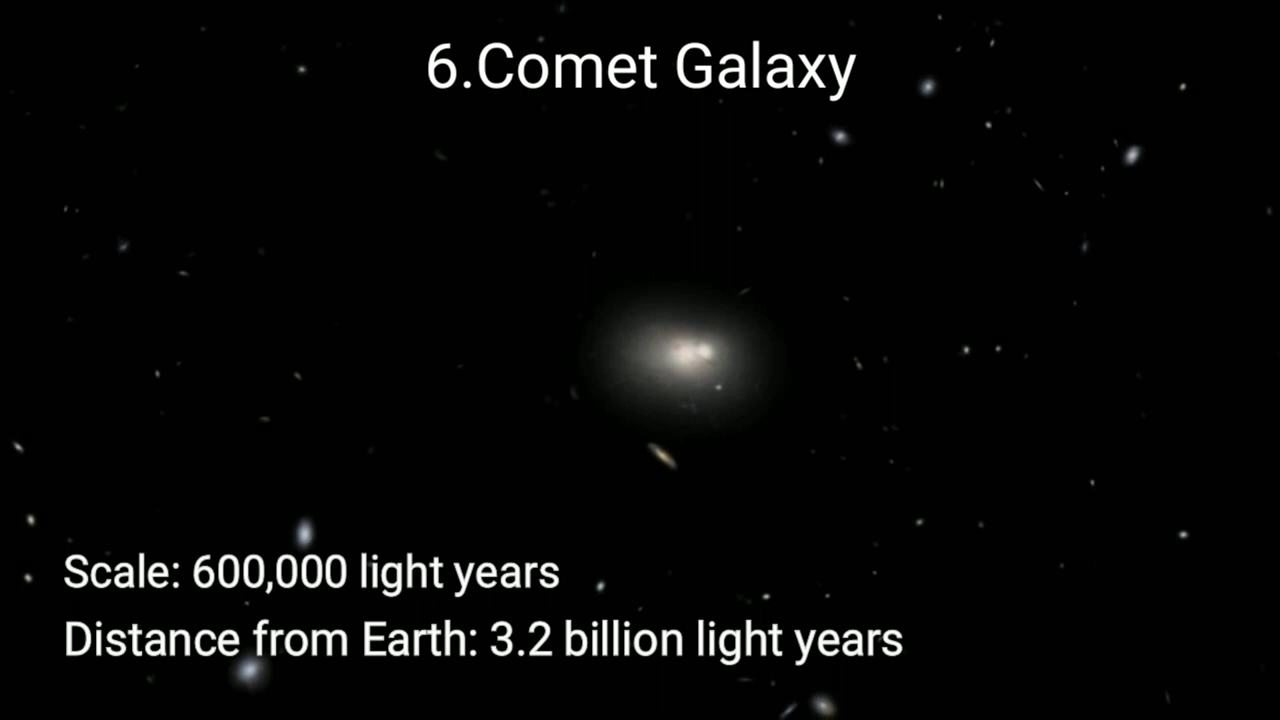 6.Comet Galaxy
Scale: 600,000 light years
Distance from Earth: 3.2 billion light years